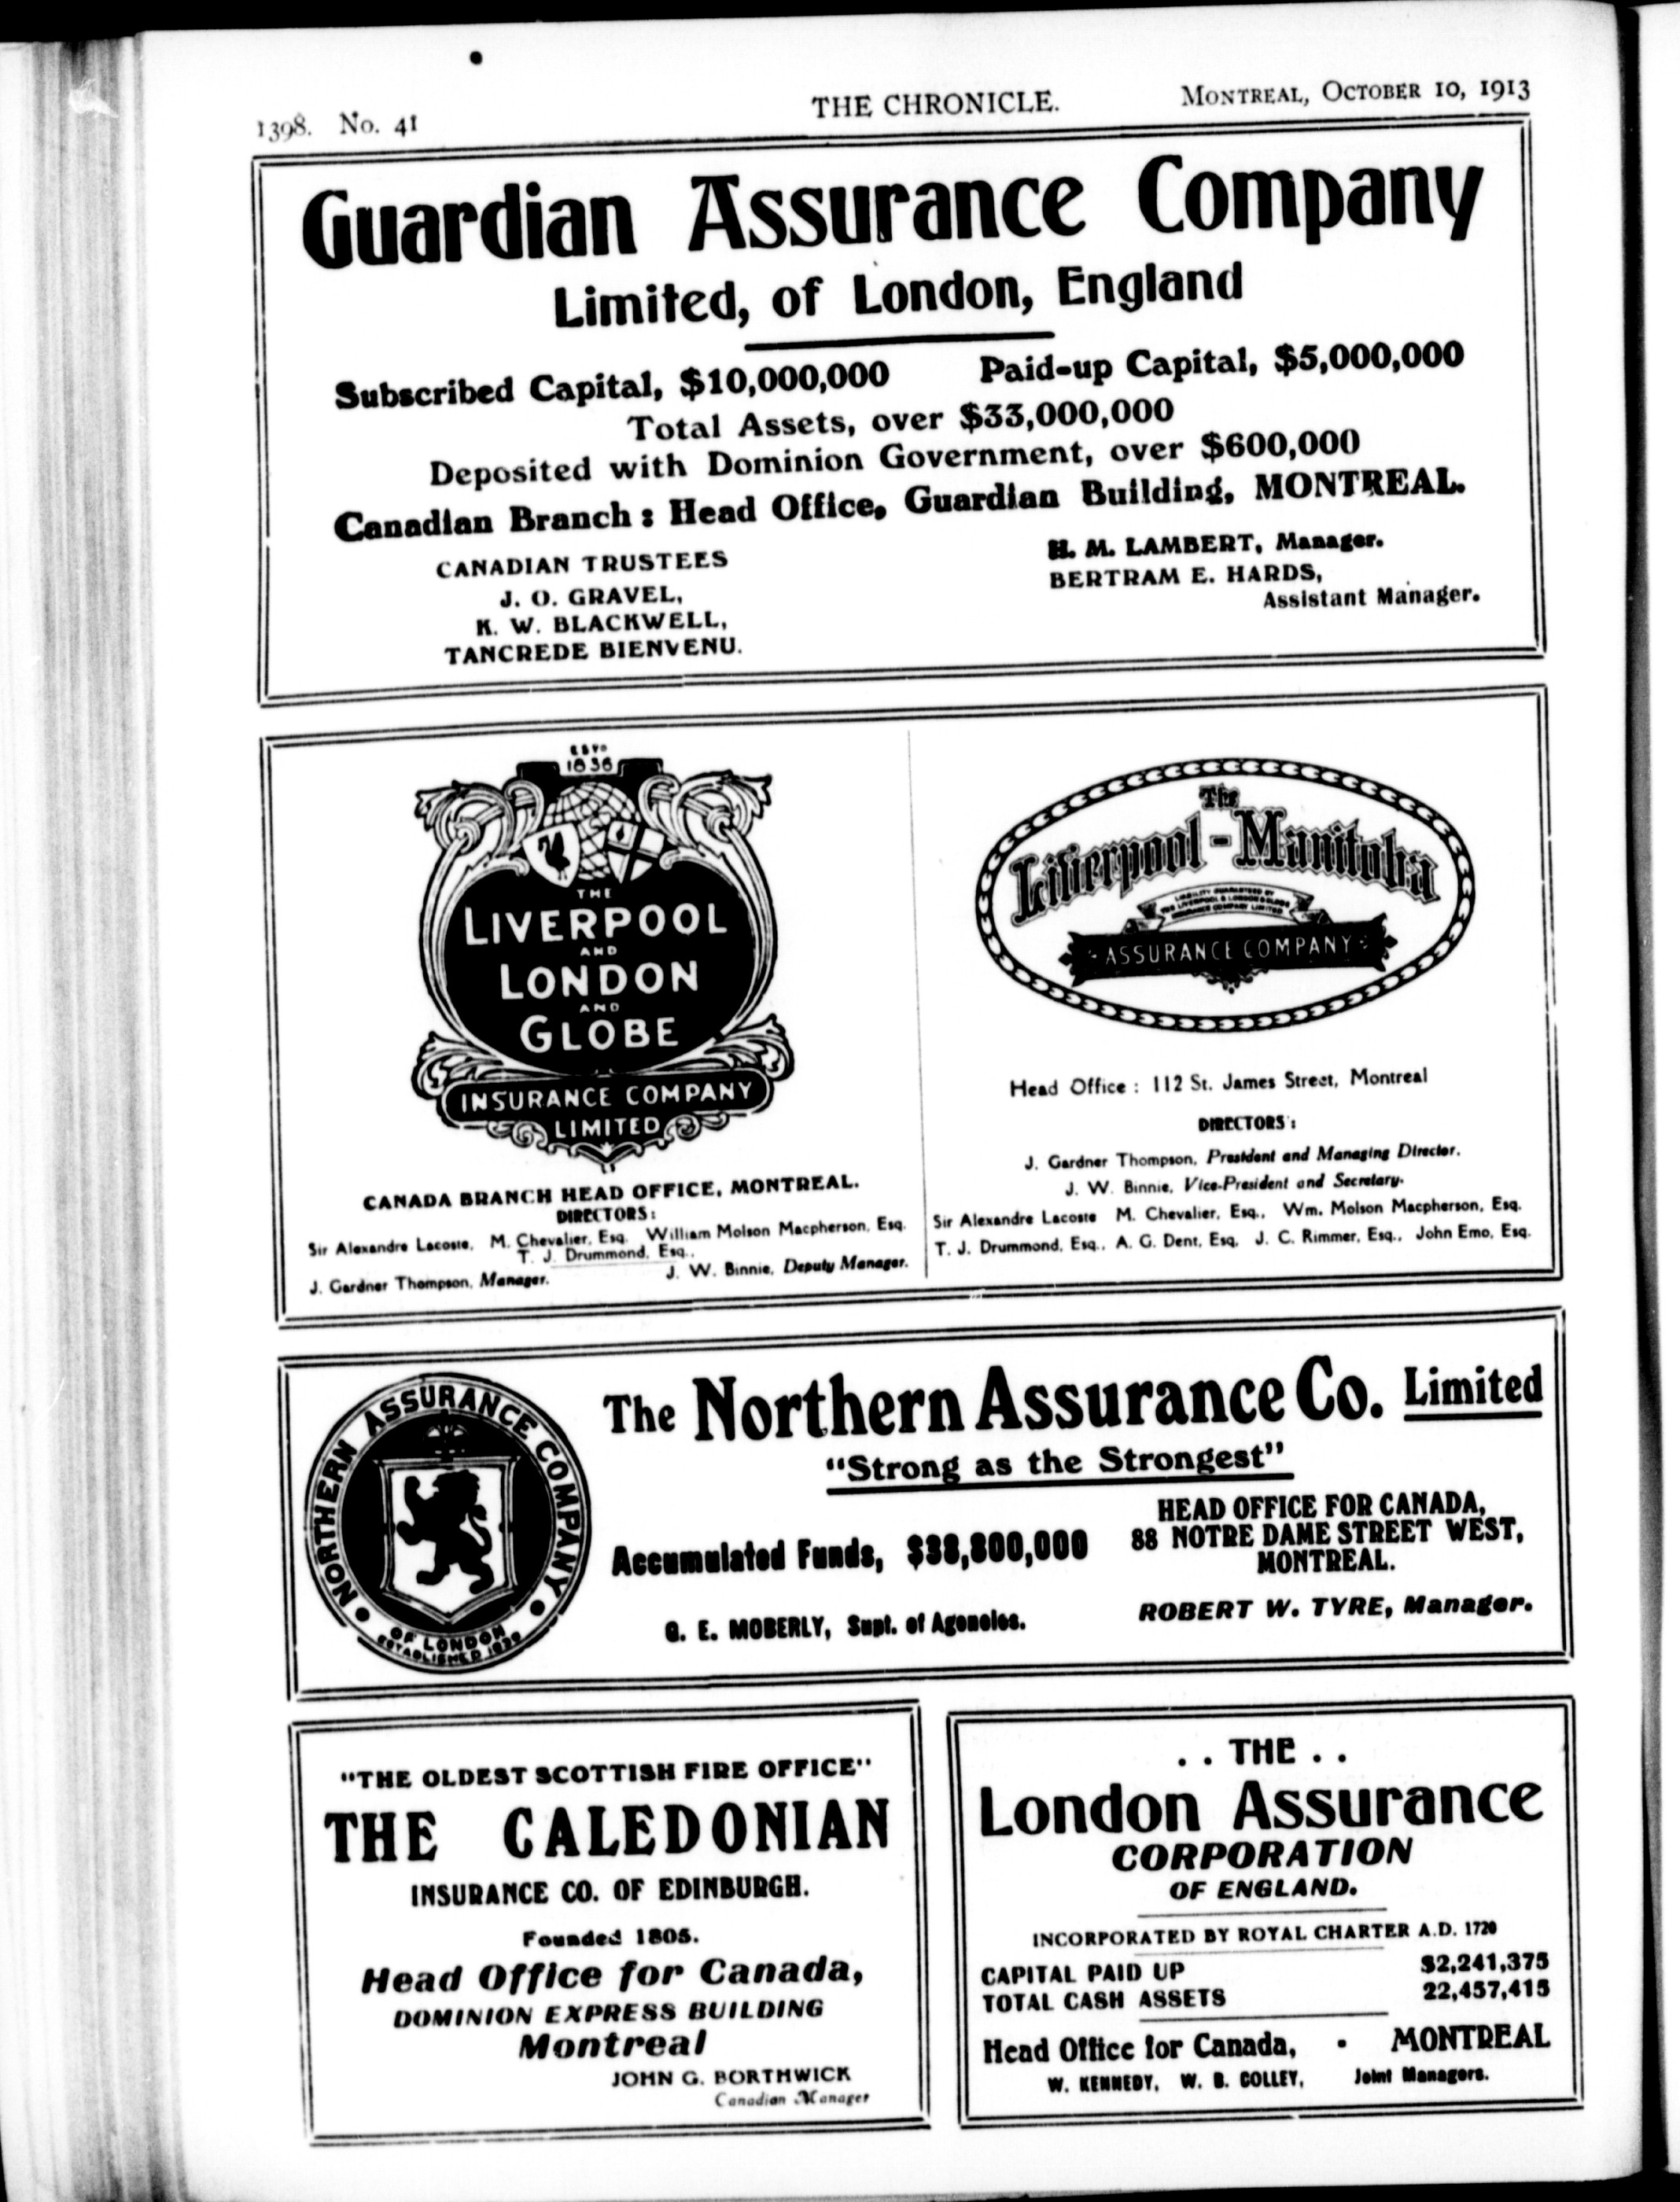 1398. No. 41
THE CHRONICLE.
MONTREAL, OCTOBER 10, 1913
Guardian Assurance Company
Limited, of London, England
Subscribed Capital, $10,000,000
Paid-up Capital, $5,000,000
Total Assets, over $33,000,000
Deposited with Dominion Government, over $600,000
Canadian Branch : Head Office, Guardian Building, MONTREAL.
CANADIAN TRUSTEES
J. O. GRAVEL,
K. W. BLACKWELL,
TANCREDE BIENVENU.
H. M. LAMBERT, Manager.
BERTRAM E. HARDS,
Assistant Manager.
ESTD
1836
THE
LIVERPOOL
AND
LONDON
AND
GLOBE
INSURANCE COMPANY
LIMITED
CANADA BRANCH HEAD OFFICE, MONTREAL.
DIRECTORS:
Sir Alexandre Lacoste, M. Chevalier, Esq. William Molson Macpherson, Esq.
T. J. Drummond, Esq.,
J. Gardner Thompson, Manager.
J. W. Binnie, Deputy Manager.
The
Liverpool-Manitoba
LIABILITY GUARANTEED BY
THE LIVERPOOL & LONDON & GLOBE
INSURANCE COMPANY LIMITED
ASSURANCE COMPANY
Head Office : 112 St. James Street, Montreal
DIRECTORS:
J. Gardner Thompson, President and Managing Director.
J. W. Binnie, Vice-President and Secretary.
Sir Alexandre Lacoste M. Chevalier, Esq., Wm. Molson Macpherson, Esq.
T. J. Drummond, Esq., A. G. Dent, Esq, J. C. Rimmer, Esq., John Emo, Esq.
NORTHERN ASSURANCE COMPANY
OF LONDON
ESTABLISHED
The Northern Assurance Co. Limited
"Strong as the Strongest"
Accumulated Funds, $38,800,000
G. E. MOBERLY, Supt. of Agencies.
HEAD OFFICE FOR CANADA,
88 NOTRE DAME STREET WEST,
MONTREAL.
ROBERT W. TYRE, Manager.
"THE OLDEST SCOTTISH FIRE OFFICE"
THE CALEDONIAN
INSURANCE CO. OF EDINBURGH.
Founded 1805.
Head Office for Canada,
DOMINION EXPRESS BUILDING
Montreal
JOHN G. BORTHWICK
Canadian Manager
. . THE . .
London Assurance
CORPORATION
OF ENGLAND.
INCORPORATED BY ROYAL CHARTER A.D. 1720
CAPITAL PAID UP $2,241,375
TOTAL CASH ASSETS 22,457,415
Head Office for Canada, - MONTREAL
W. KENNEDY, W. B. COLLEY, Joint Managers.